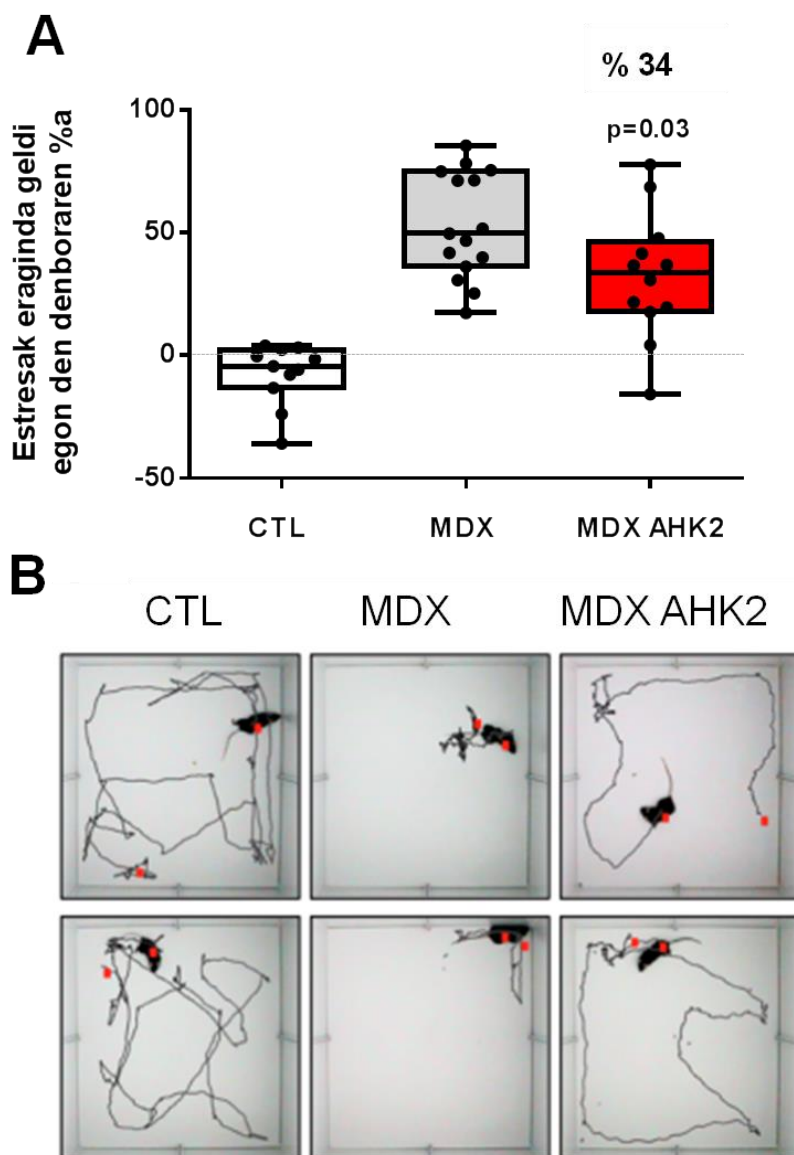 A
% 34
p=0.03
Estresak eraginda geldi
egon den denboraren %a
100
50
0
-50
CTL
MDX
MDX AHK2
B
CTL
MDX
MDX AHK2